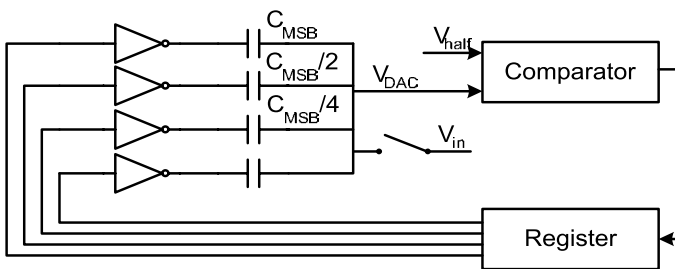 C_MSB
C_MSB/2
C_MSB/4
V_half
V_DAC
Comparator
V_in
Register